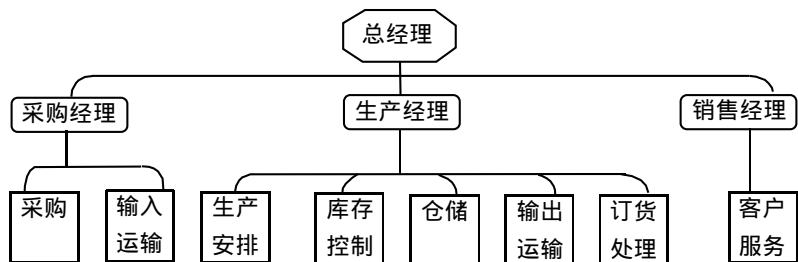 总经理
采购经理
生产经理
销售经理
采购
输入
运输
生产
安排
库存
控制
仓储
输出
运输
订货
处理
客户
服务